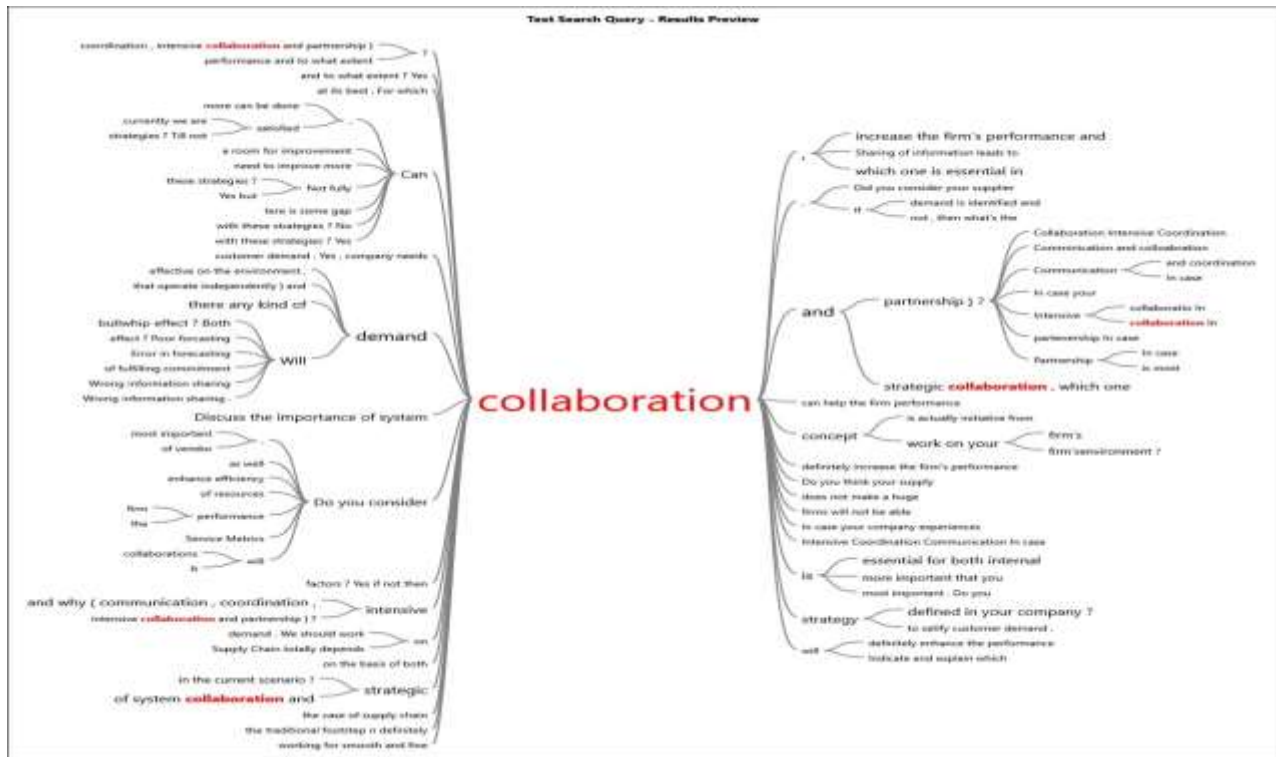 Text Search Query - Results Preview
coordination , intensive collaboration and partnership )
performance and to what extent
?
and to what extent ? Yes
at its best . For which
more can be done
currently we are
strategies ? Till not
satisfied
.
a room for improvement
need to improve more
these strategies ?
Yes but
Not fully
tere is some gap
with these strategies ? No
with these strategies ? Yes
Can
customer demand . Yes , company needs
effective on the environment .
that operate independently ) and
there any kind of
bullwhip effect ? Both
effect ? Poor forcasting
Error in forecasting
of fulfilling commitment
Wrong information sharing
Wrong information sharing .
Will
demand
Discuss the importance of system
most important
of vendor
.
as well
enhance efficiency
of resources
firm
the
performance
Service Metrics
collaborations
it
will
Do you consider
factors ? Yes if not then
and why ( communication , coordination ,
intensive collaboration and partnership ) ?
intensive
demand . We should work
Supply Chain totally depends
on
on the basis of both
in the current scenario ?
of system collaboration and
strategic
the case of supply chain
the traditional footstep n definitely
working for smooth and fine
collaboration
,
increase the firm's performance and
Sharing of information leads to
which one is essential in
.
Did you consider your supplier
If
demand is identified and
not , then what's the
and
partnership ) ?
Collaboration Intensive Coordination
Comminication and colloabration
Communication
and coordination
In case
In case your
Intensive
collaboratio In
collaboration In
partenership In case
Partnership
In case
is most
strategic collaboration , which one
can help the firm performance
concept
is actually initiative from
work on your
firm's
firm'senvironment ?
definitely increase the firm's performance
Do you think your supply
does not make a huge
firms will not be able
In case your company experiences
Intensive Coordination Communication In case
is
essential for both internal
more important that you
most important . Do you
strategy
defined in your company ?
to satify customer demand .
will
definitely enhance the performance
Indicate and explain which